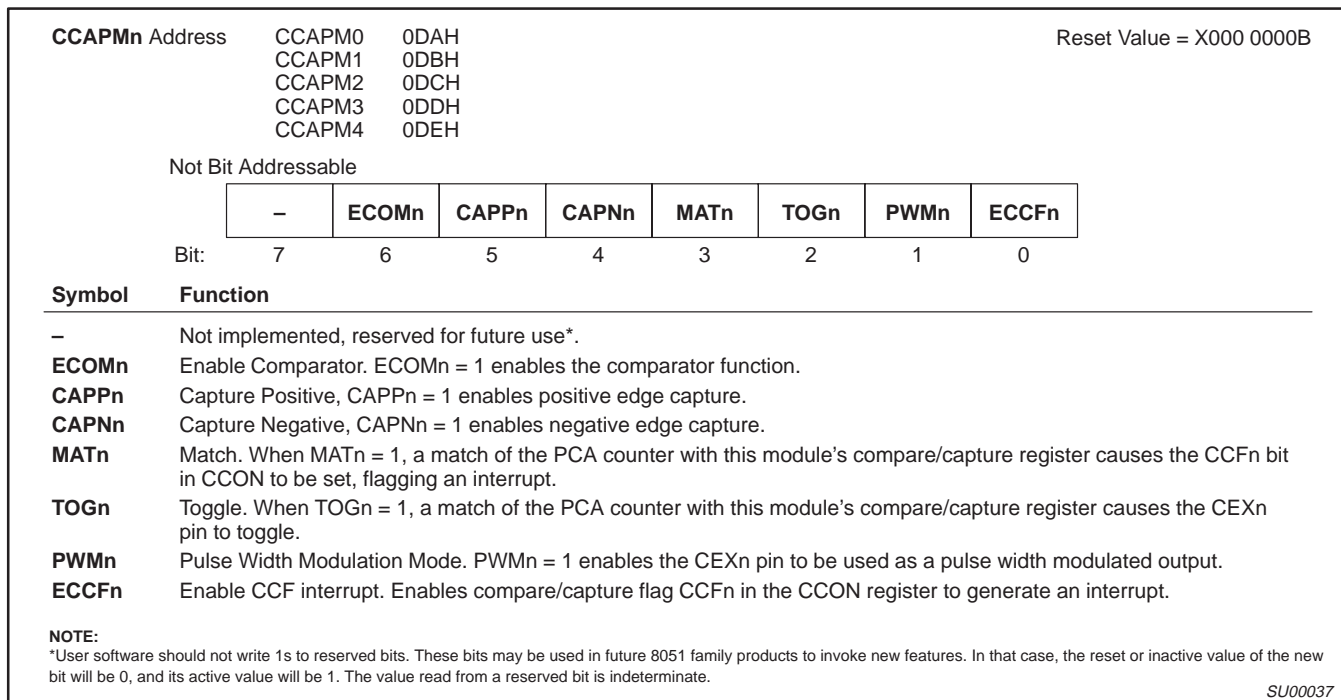 CCAPMn Address CCAPM0 0DAH Reset Value = X000 0000B
CCAPM1 0DBH
CCAPM2 0DCH
CCAPM3 0DDH
CCAPM4 0DEH
Not Bit Addressable
– ECOMn CAPPn CAPNn MATn TOGn PWMn ECCFn
Bit: 7 6 5 4 3 2 1 0
Symbol Function
– Not implemented, reserved for future use*.
ECOMn Enable Comparator. ECOMn = 1 enables the comparator function.
CAPPn Capture Positive, CAPPn = 1 enables positive edge capture.
CAPNn Capture Negative, CAPNn = 1 enables negative edge capture.
MATn Match. When MATn = 1, a match of the PCA counter with this module’s compare/capture register causes the CCFn bit
in CCON to be set, flagging an interrupt.
TOGn Toggle. When TOGn = 1, a match of the PCA counter with this module’s compare/capture register causes the CEXn
pin to toggle.
PWMn Pulse Width Modulation Mode. PWMn = 1 enables the CEXn pin to be used as a pulse width modulated output.
ECCFn Enable CCF interrupt. Enables compare/capture flag CCFn in the CCON register to generate an interrupt.
NOTE:
*User software should not write 1s to reserved bits. These bits may be used in future 8051 family products to invoke new features. In that case, the reset or inactive value of the new
bit will be 0, and its active value will be 1. The value read from a reserved bit is indeterminate.
SU00037